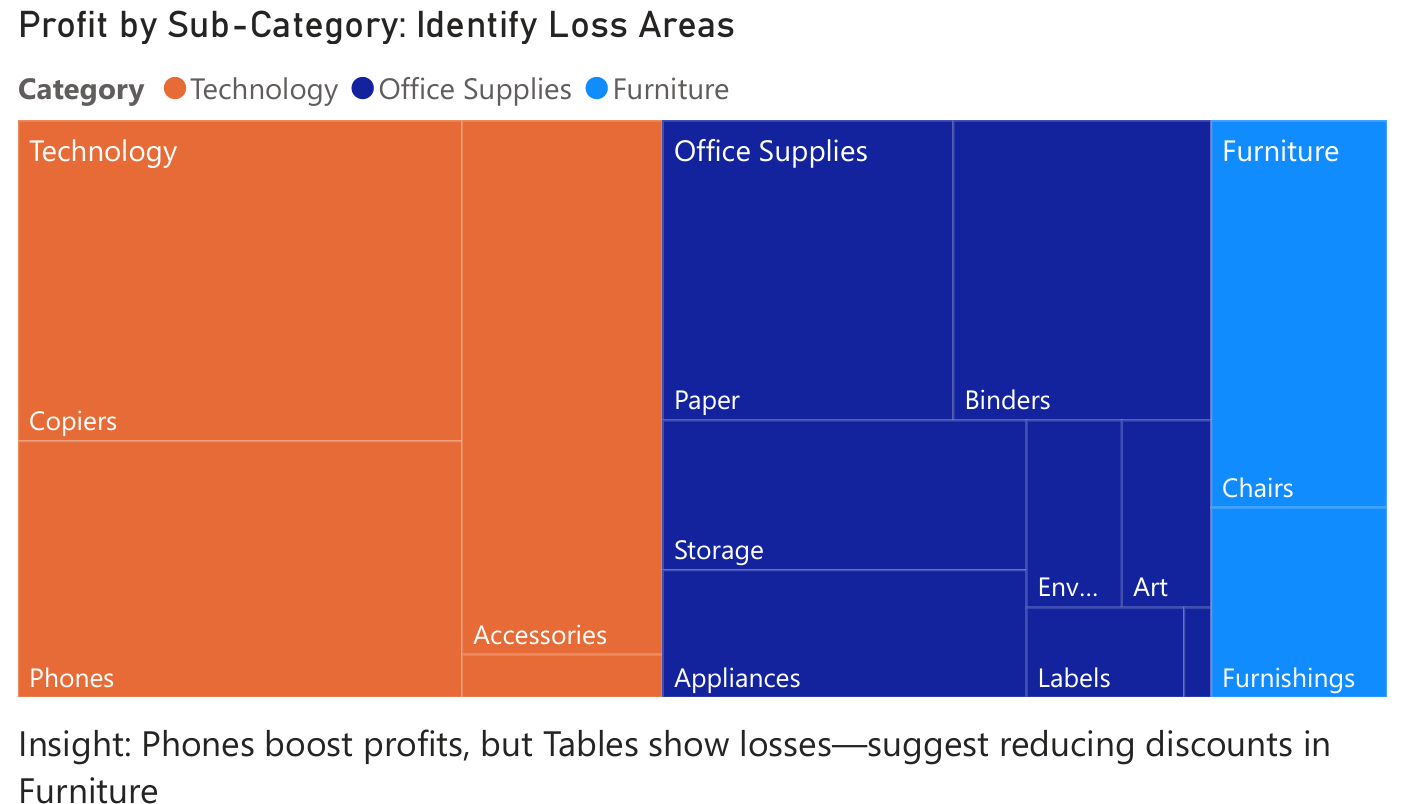 Profit by Sub-Category: Identify Loss Areas
Category Technology Office Supplies Furniture
Technology
Copiers
Phones
Accessories
Office Supplies
Paper
Binders
Storage
Appliances
Env...
Art
Labels
Furniture
Chairs
Furnishings
Insight: Phones boost profits, but Tables show losses—suggest reducing discounts in
Furniture